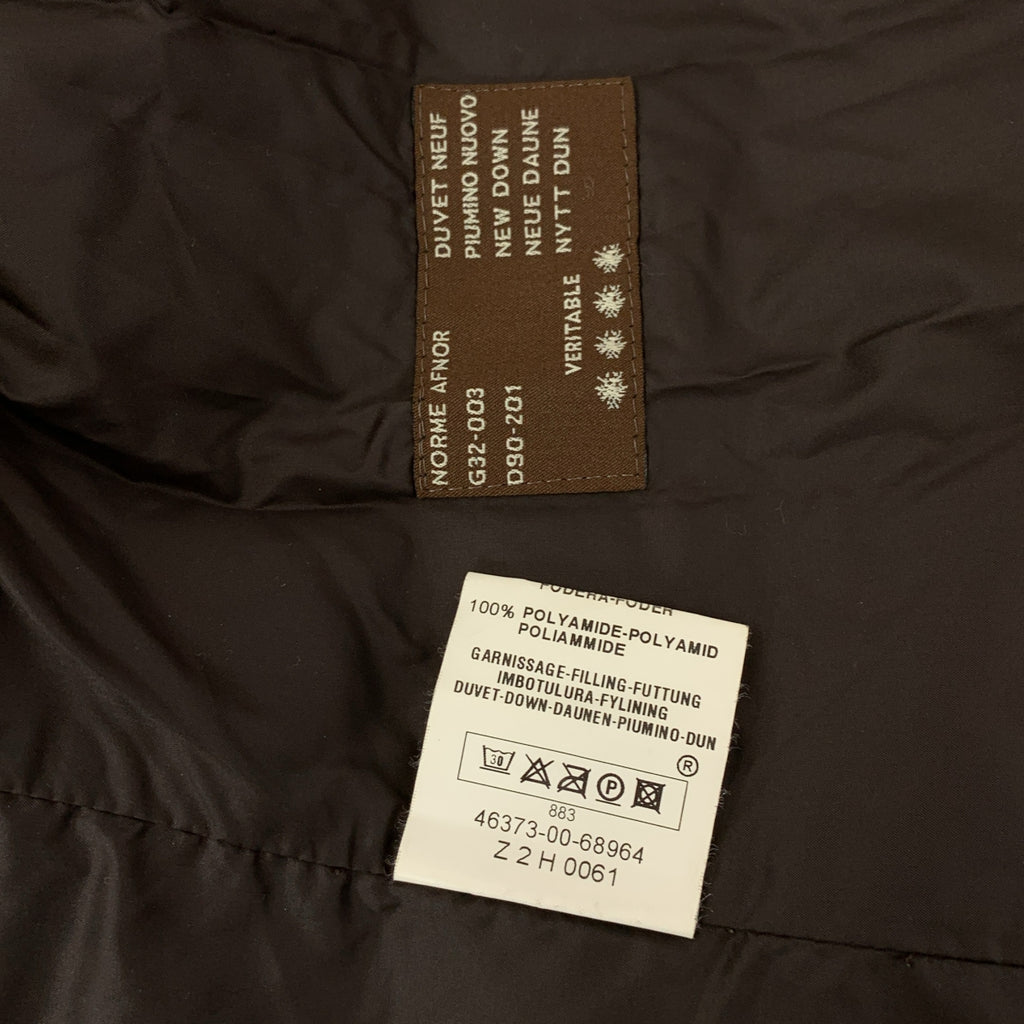 NORME AFNOR DUVET NEUF
G32-003 PIUMINO NUOVO
D90-201 NEW DOWN
NEUE DAUNE
NYTT DUN
VERITABLE
FODERA-FODER
100% POLYAMIDE-POLYAMID
POLIAMMIDE
GARNISSAGE-FILLING-FUTTUNG
IMBOTULURA-FYLINING
DUVET-DOWN-DAUNEN-PIUMINO-DUN
®
30 P
883
46373-00-68964
Z 2 H 0061